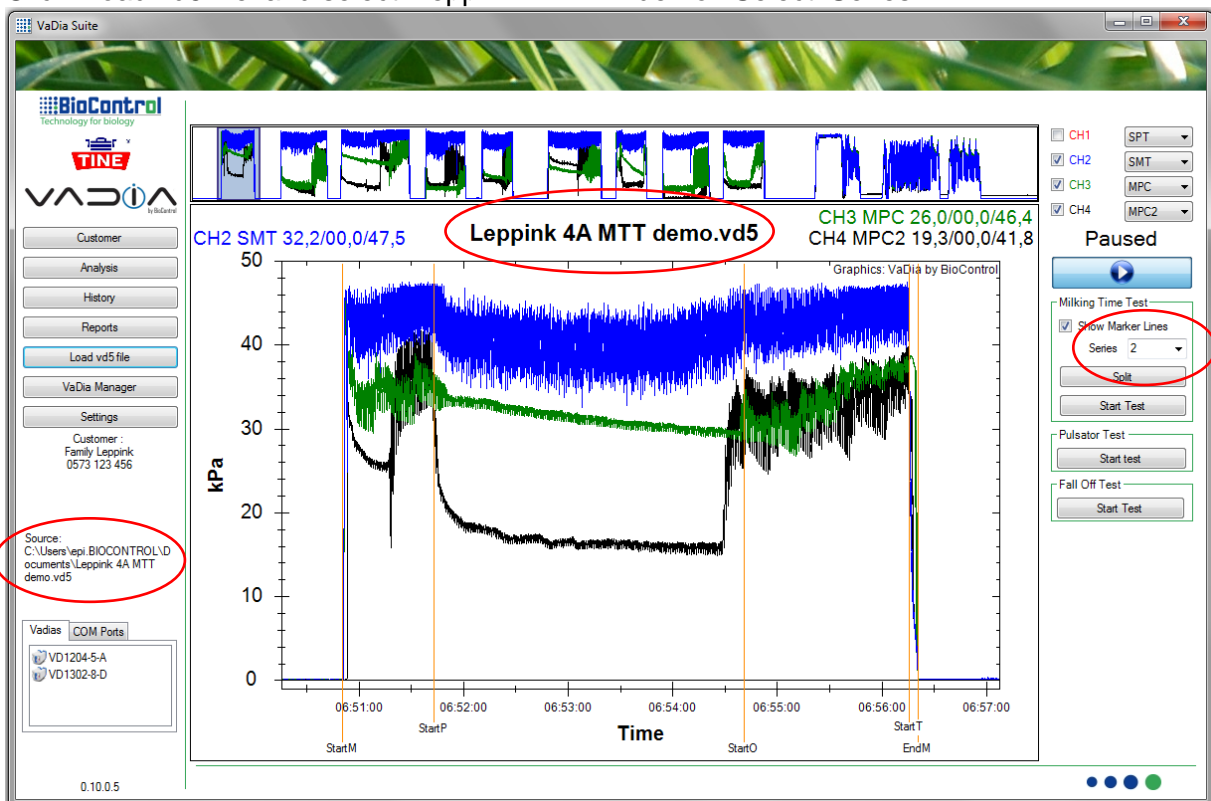 VaDia Suite
BioControl
Technology for biology
TINE
VADIA
by BioControl
Customer
Analysis
History
Reports
Load vd5 file
VaDia Manager
Settings
Customer :
Family Leppink
0573 123 456
Source:
C:\Users\epi.BIOCONTROL\D
ocuments\Leppink 4A MTT
demo.vd5
Vadias COM Ports
VD1204-5-A
VD1302-8-D
0.10.0.5
CH2 SMT 32,2/00,0/47,5
Leppink 4A MTT demo.vd5
CH3 MPC 26,0/00,0/46,4
CH4 MPC2 19,3/00,0/41,8
Graphics: VaDia by BioControl
50
40
30
20
10
0
kPa
06:51:00 06:52:00 06:53:00 06:54:00 06:55:00 06:56:00 06:57:00
StartP StartT
Time
StartM StartO EndM
CH1 SPT
CH2 SMT
CH3 MPC
CH4 MPC2
Paused
Milking Time Test
Show Marker Lines
Series 2
Split
Start Test
Pulsator Test
Start test
Fall Off Test
Start Test